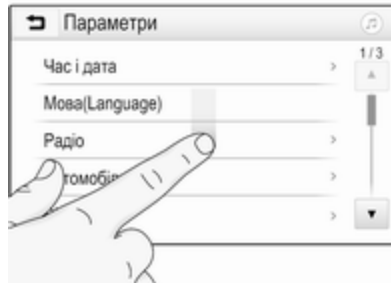 Параметри
1/3
Час і дата
Мова(Language)
Радіо